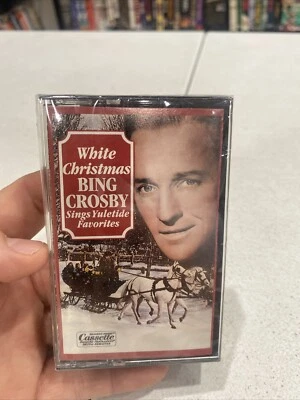 White
Christmas
BING
CROSBY
Sings Yuletide
Favorites
Cassette